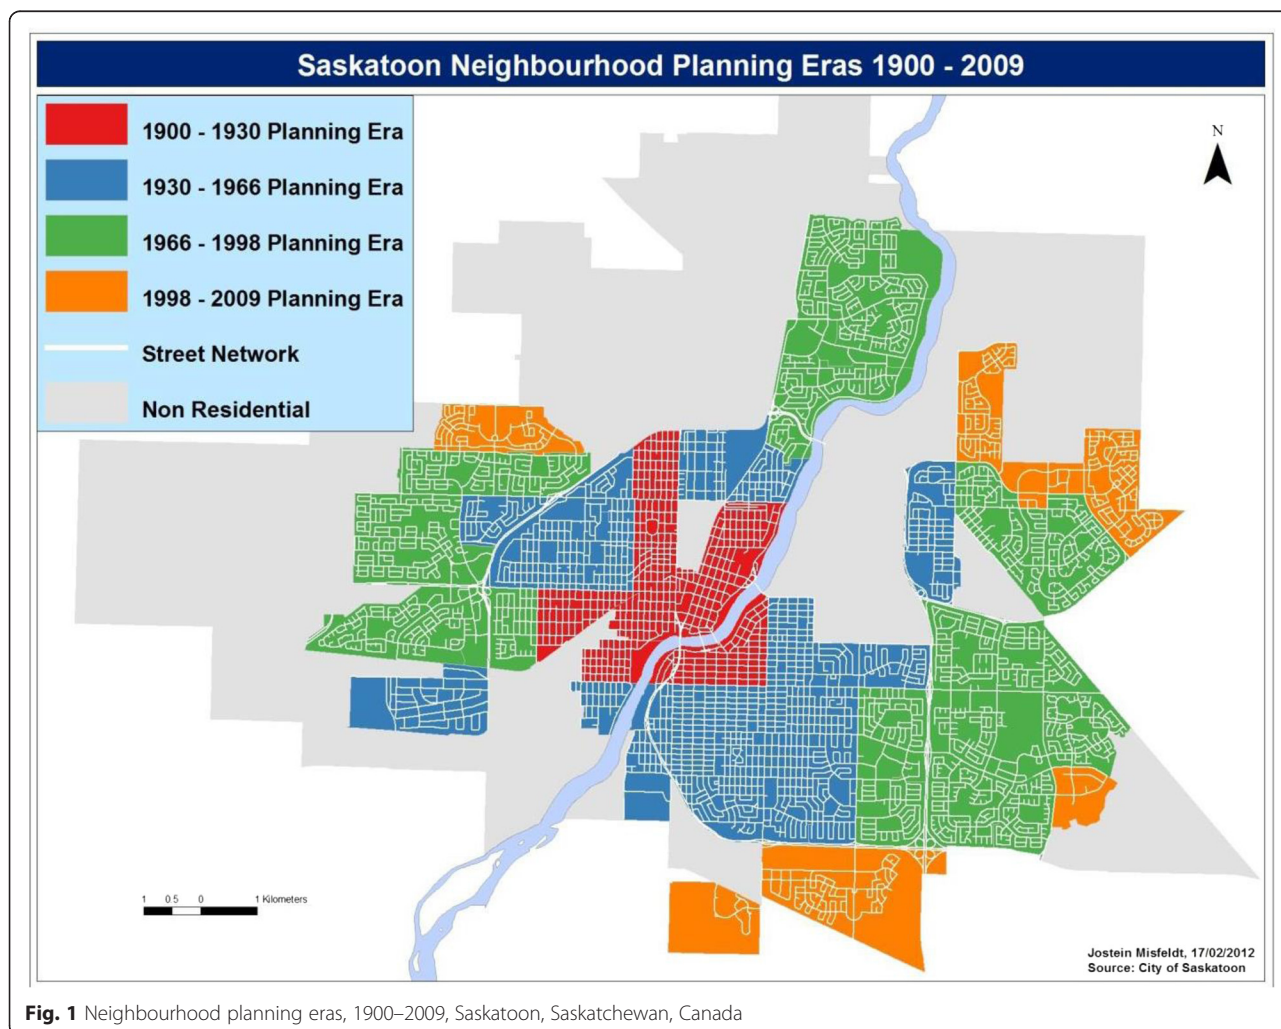 Saskatoon Neighbourhood Planning Eras 1900 - 2009
1900 - 1930 Planning Era
1930 - 1966 Planning Era
1966 - 1998 Planning Era
1998 - 2009 Planning Era
Street Network
Non Residential
N
1 0.5 0 1 Kilometers
Jostein Misfeldt, 17/02/2012
Source: City of Saskatoon
Fig. 1 Neighbourhood planning eras, 1900–2009, Saskatoon, Saskatchewan, Canada